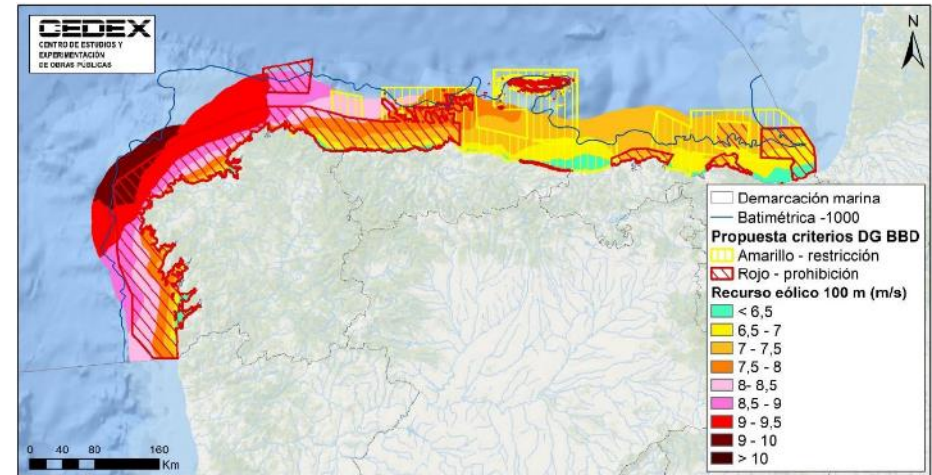 CEDEX
CENTRO DE ESTUDIOS Y
EXPERIMENTACIÓN
DE OBRAS PÚBLICAS
N
Demarcación marina
Batimétrica -1000
Propuesta criterios DG BBD
Amarillo - restricción
Rojo - prohibición
Recurso eólico 100 m (m/s)
< 6,5
6,5 - 7
7 - 7,5
7,5 - 8
8- 8,5
8,5 - 9
9 - 9,5
9 - 10
> 10
0 40 80 160
Km